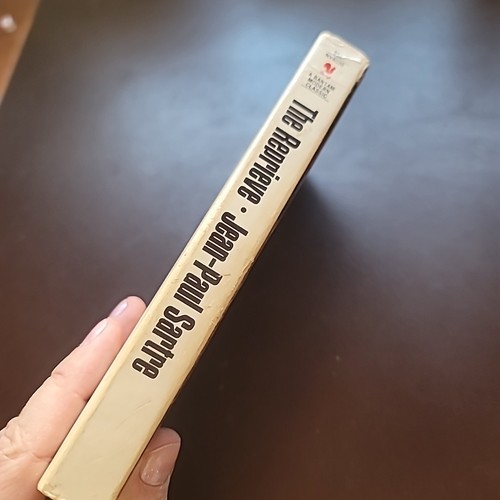 A BANTAM
MODERN
CLASSIC
The Reprieve • Jean-Paul Sartre